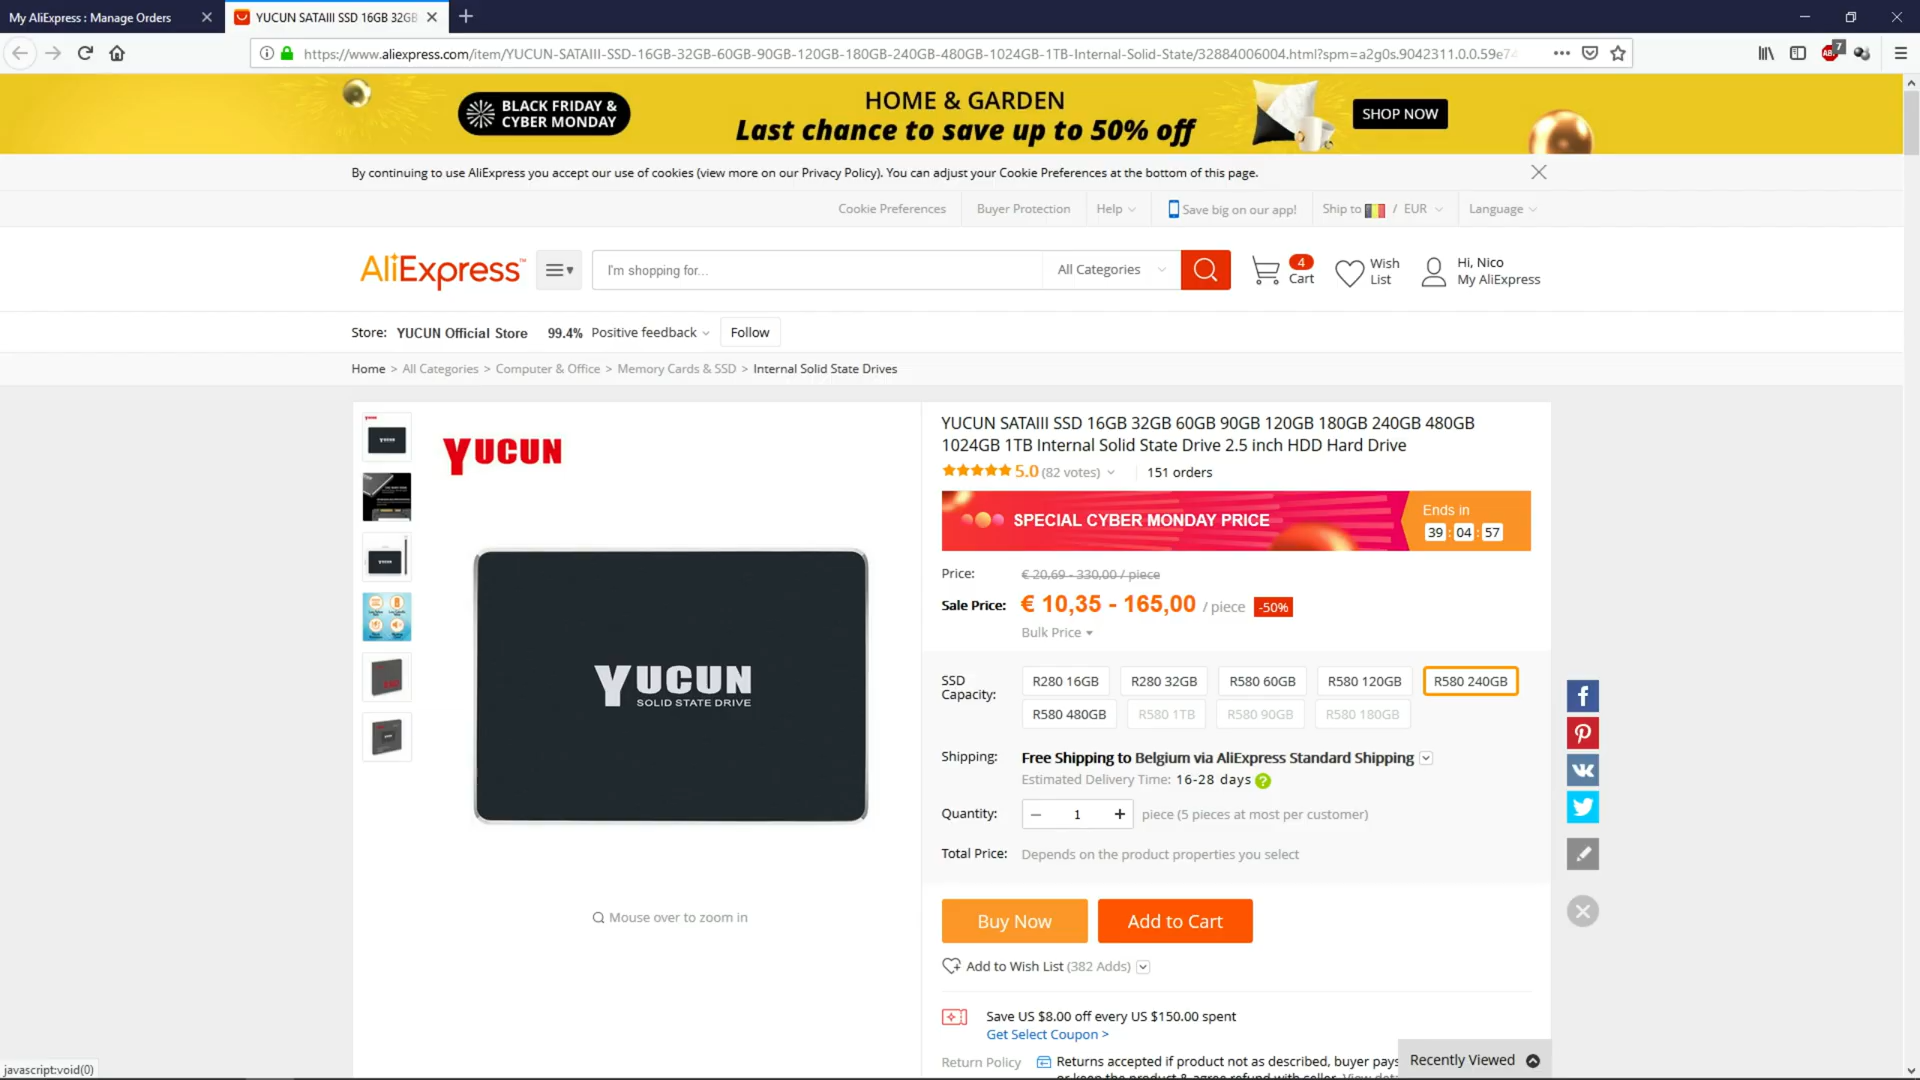 My AliExpress : Manage Orders
YUCUN SATAIII SSD 16GB 32GB
https://www.aliexpress.com/item/YUCUN-SATAIII-SSD-16GB-32GB-60GB-90GB-120GB-180GB-240GB-480GB-1024GB-1TB-Internal-Solid-State/32884006004.html?spm=a2g0s.9042311.0.0.59e74
7
BLACK FRIDAY &
CYBER MONDAY
HOME & GARDEN
Last chance to save up to 50% off
SHOP NOW
By continuing to use AliExpress you accept our use of cookies (view more on our Privacy Policy). You can adjust your Cookie Preferences at the bottom of this page.
Cookie Preferences
Buyer Protection
Help
Save big on our app!
Ship to / EUR
Language
AliExpress™
I'm shopping for...
All Categories
4
Cart
Wish
List
Hi, Nico
My AliExpress
Store: YUCUN Official Store 99.4% Positive feedback
Follow
Home > All Categories > Computer & Office > Memory Cards & SSD > Internal Solid State Drives
YUCUN
YUCUN
SOLID STATE DRIVE
Mouse over to zoom in
YUCUN SATAIII SSD 16GB 32GB 60GB 90GB 120GB 180GB 240GB 480GB
1024GB 1TB Internal Solid State Drive 2.5 inch HDD Hard Drive
5.0 (82 votes) 151 orders
SPECIAL CYBER MONDAY PRICE
Ends in
39 : 04 : 57
Price: € 20,69 - 330,00 / piece
Sale Price: € 10,35 - 165,00 / piece -50%
Bulk Price
SSD
Capacity:
R280 16GB R280 32GB R580 60GB R580 120GB R580 240GB
R580 480GB R580 1TB R580 90GB R580 180GB
Shipping: Free Shipping to Belgium via AliExpress Standard Shipping
Estimated Delivery Time: 16-28 days
Quantity: − 1 + piece (5 pieces at most per customer)
Total Price: Depends on the product properties you select
Buy Now
Add to Cart
Add to Wish List (382 Adds)
Save US $8.00 off every US $150.00 spent
Get Select Coupon >
Return Policy Returns accepted if product not as described, buyer pays
or keep the product & agree refund with seller.
Recently Viewed
javascript:void(0)